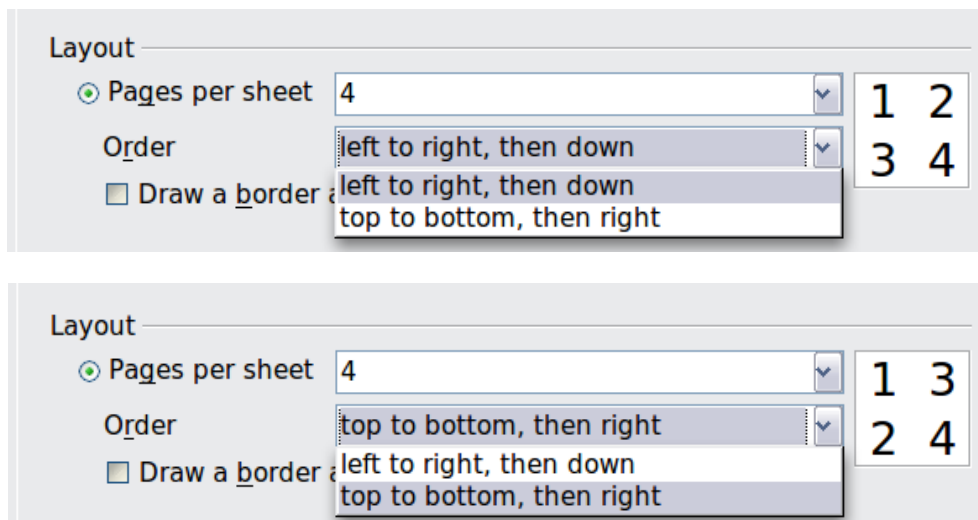 Layout
Pages per sheet 4
1 2
Order left to right, then down
3 4
left to right, then down
Draw a border
top to bottom, then right
Layout
Pages per sheet 4
1 3
Order top to bottom, then right
2 4
left to right, then down
Draw a border
top to bottom, then right